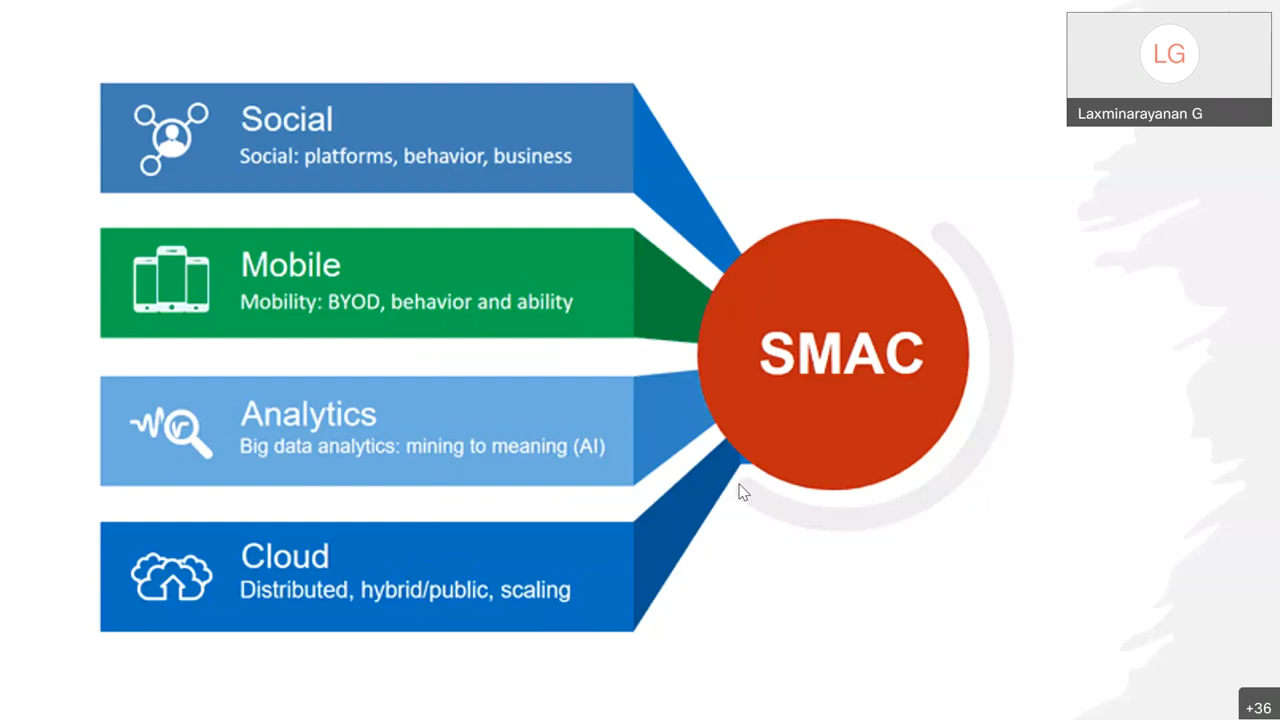 Social
Social: platforms, behavior, business
Mobile
Mobility: BYOD, behavior and ability
Analytics
Big data analytics: mining to meaning (AI)
Cloud
Distributed, hybrid/public, scaling
SMAC
LG
Laxminarayanan G
+36